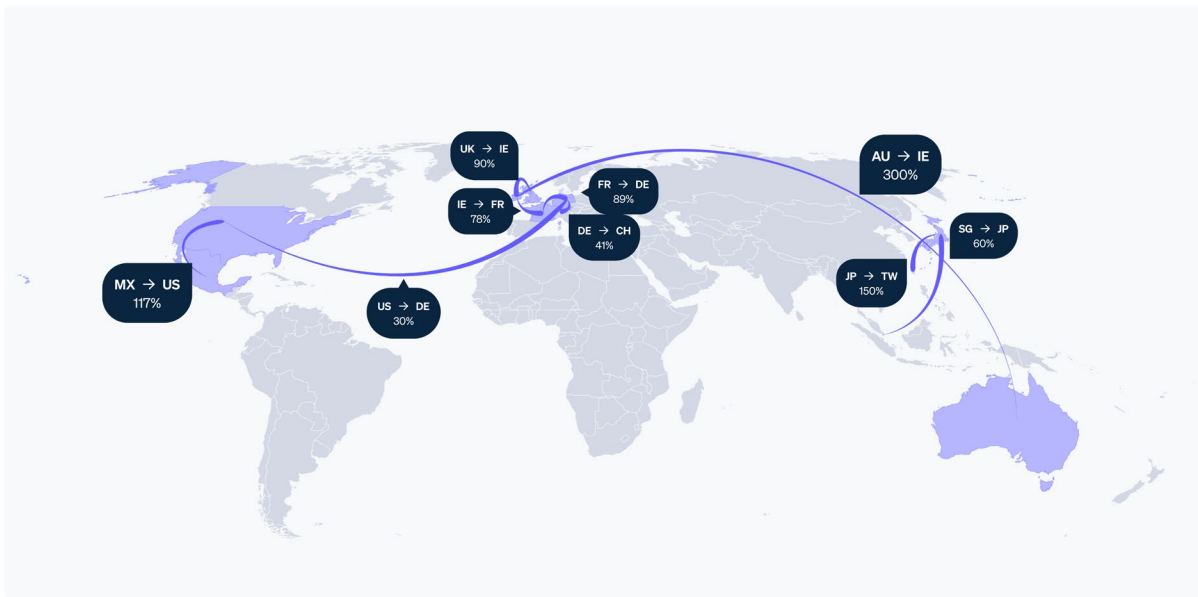 UK → IE
90%
IE → FR
78%
FR → DE
89%
DE → CH
41%
AU → IE
300%
SG → JP
60%
JP → TW
150%
MX → US
117%
US → DE
30%